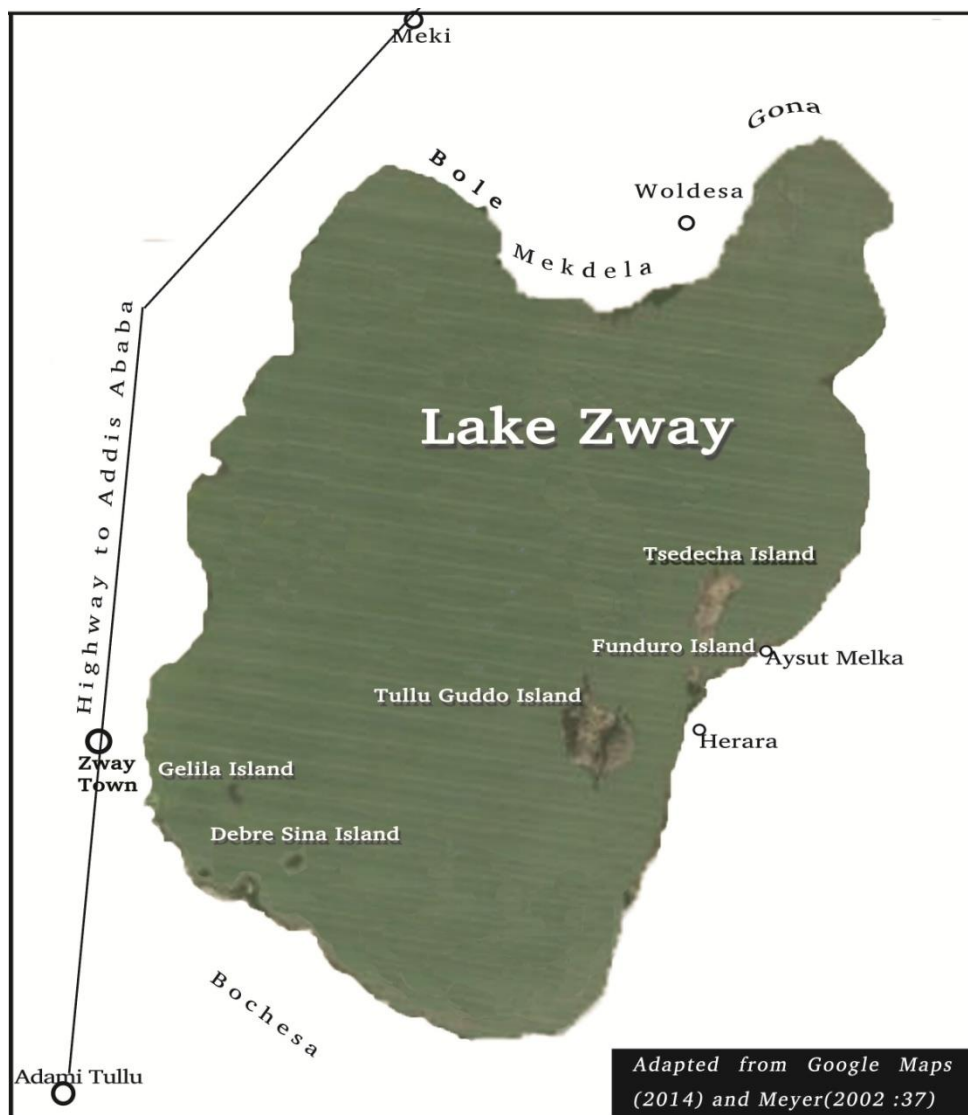 Meki
Gona
Bole
Woldesa
Mekdela
Highway to Addis Ababa
Lake Zway
Tsedecha Island
Funduro Island
Aysut Melka
Tullu Guddo Island
Herara
Zway
Town
Gelila Island
Debre Sina Island
Bochesa
Adami Tullu
Adapted from Google Maps
(2014) and Meyer(2002 :37)